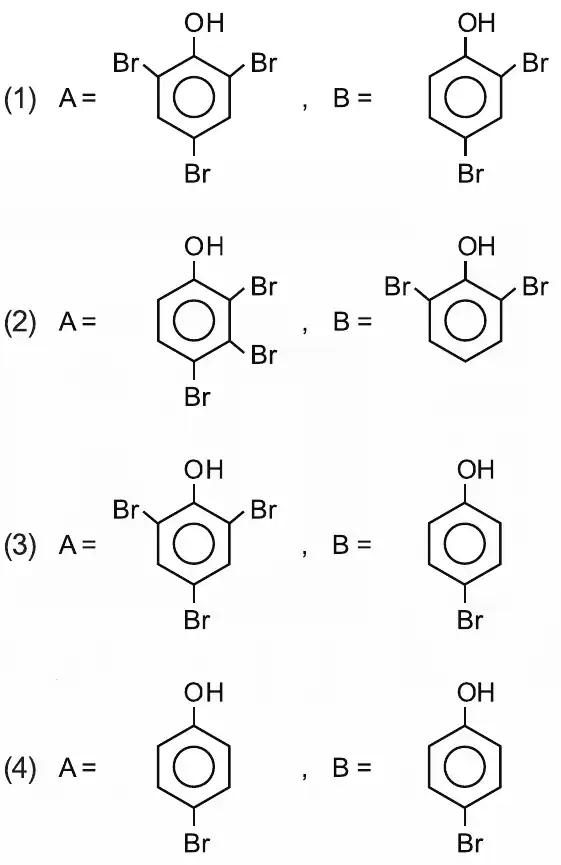 OH
Br Br
(1) A = , B =
Br
OH
Br
Br
OH
Br
(2) A = , B =
Br
Br
OH
Br Br
OH
Br Br
(3) A = , B =
Br
OH
Br
OH
(4) A = , B =
Br
OH
Br